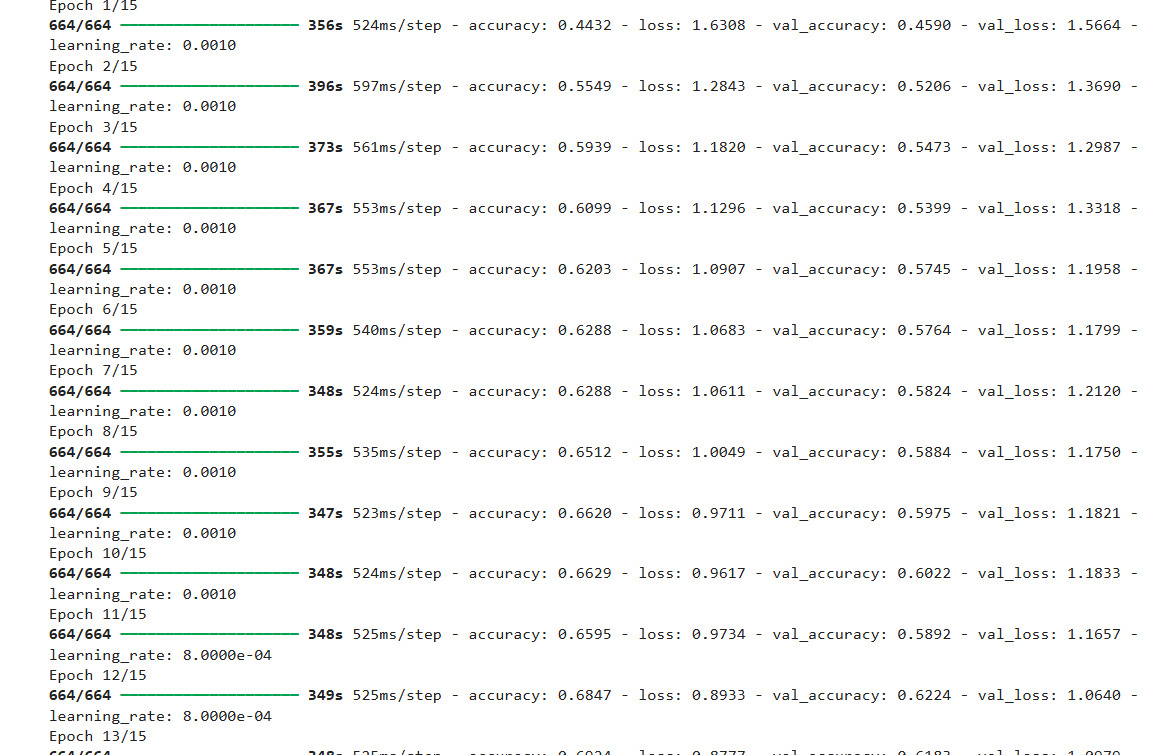 Epoch 1/15
664/664 ━━━━━━━━━━━━━━━━━━━━ 356s 524ms/step - accuracy: 0.4432 - loss: 1.6308 - val_accuracy: 0.4590 - val_loss: 1.5664 -
learning_rate: 0.0010
Epoch 2/15
664/664 ━━━━━━━━━━━━━━━━━━━━ 396s 597ms/step - accuracy: 0.5549 - loss: 1.2843 - val_accuracy: 0.5206 - val_loss: 1.3690 -
learning_rate: 0.0010
Epoch 3/15
664/664 ━━━━━━━━━━━━━━━━━━━━ 373s 561ms/step - accuracy: 0.5939 - loss: 1.1820 - val_accuracy: 0.5473 - val_loss: 1.2987 -
learning_rate: 0.0010
Epoch 4/15
664/664 ━━━━━━━━━━━━━━━━━━━━ 367s 553ms/step - accuracy: 0.6099 - loss: 1.1296 - val_accuracy: 0.5399 - val_loss: 1.3318 -
learning_rate: 0.0010
Epoch 5/15
664/664 ━━━━━━━━━━━━━━━━━━━━ 367s 553ms/step - accuracy: 0.6203 - loss: 1.0907 - val_accuracy: 0.5745 - val_loss: 1.1958 -
learning_rate: 0.0010
Epoch 6/15
664/664 ━━━━━━━━━━━━━━━━━━━━ 359s 540ms/step - accuracy: 0.6288 - loss: 1.0683 - val_accuracy: 0.5764 - val_loss: 1.1799 -
learning_rate: 0.0010
Epoch 7/15
664/664 ━━━━━━━━━━━━━━━━━━━━ 348s 524ms/step - accuracy: 0.6288 - loss: 1.0611 - val_accuracy: 0.5824 - val_loss: 1.2120 -
learning_rate: 0.0010
Epoch 8/15
664/664 ━━━━━━━━━━━━━━━━━━━━ 355s 535ms/step - accuracy: 0.6512 - loss: 1.0049 - val_accuracy: 0.5884 - val_loss: 1.1750 -
learning_rate: 0.0010
Epoch 9/15
664/664 ━━━━━━━━━━━━━━━━━━━━ 347s 523ms/step - accuracy: 0.6620 - loss: 0.9711 - val_accuracy: 0.5975 - val_loss: 1.1821 -
learning_rate: 0.0010
Epoch 10/15
664/664 ━━━━━━━━━━━━━━━━━━━━ 348s 524ms/step - accuracy: 0.6629 - loss: 0.9617 - val_accuracy: 0.6022 - val_loss: 1.1833 -
learning_rate: 0.0010
Epoch 11/15
664/664 ━━━━━━━━━━━━━━━━━━━━ 348s 525ms/step - accuracy: 0.6595 - loss: 0.9734 - val_accuracy: 0.5892 - val_loss: 1.1657 -
learning_rate: 8.0000e-04
Epoch 12/15
664/664 ━━━━━━━━━━━━━━━━━━━━ 349s 525ms/step - accuracy: 0.6847 - loss: 0.8933 - val_accuracy: 0.6224 - val_loss: 1.0640 -
learning_rate: 8.0000e-04
Epoch 13/15